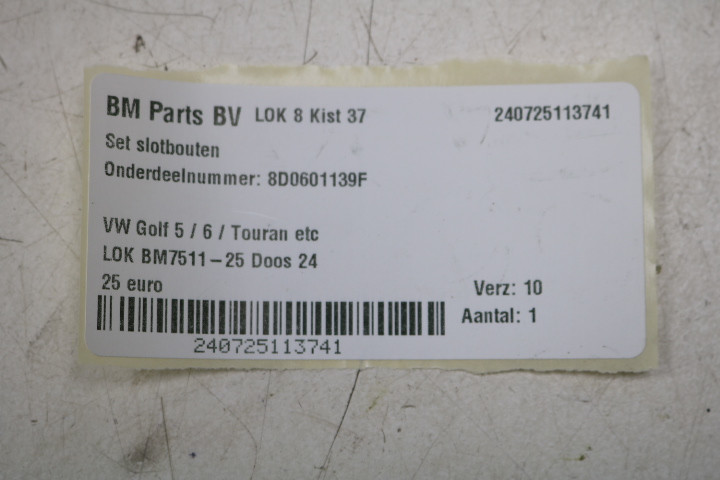 BM Parts BV LOK 8 Kist 37 240725113741
Set slotbouten
Onderdeelnummer: 8D0601139F
VW Golf 5 / 6 / Touran etc
LOK BM7511-25 Doos 24
25 euro Verz: 10
Aantal: 1
240725113741